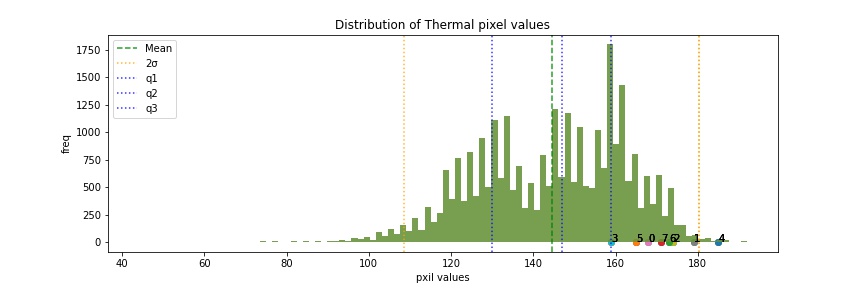 Distribution of Thermal pixel values
Mean
2σ
q1
q2
q3
1750
1500
1250
1000
750
500
250
0
freq
3 5 0 7 6 2 1 4
40 60 80 100 120 140 160 180
pxil values